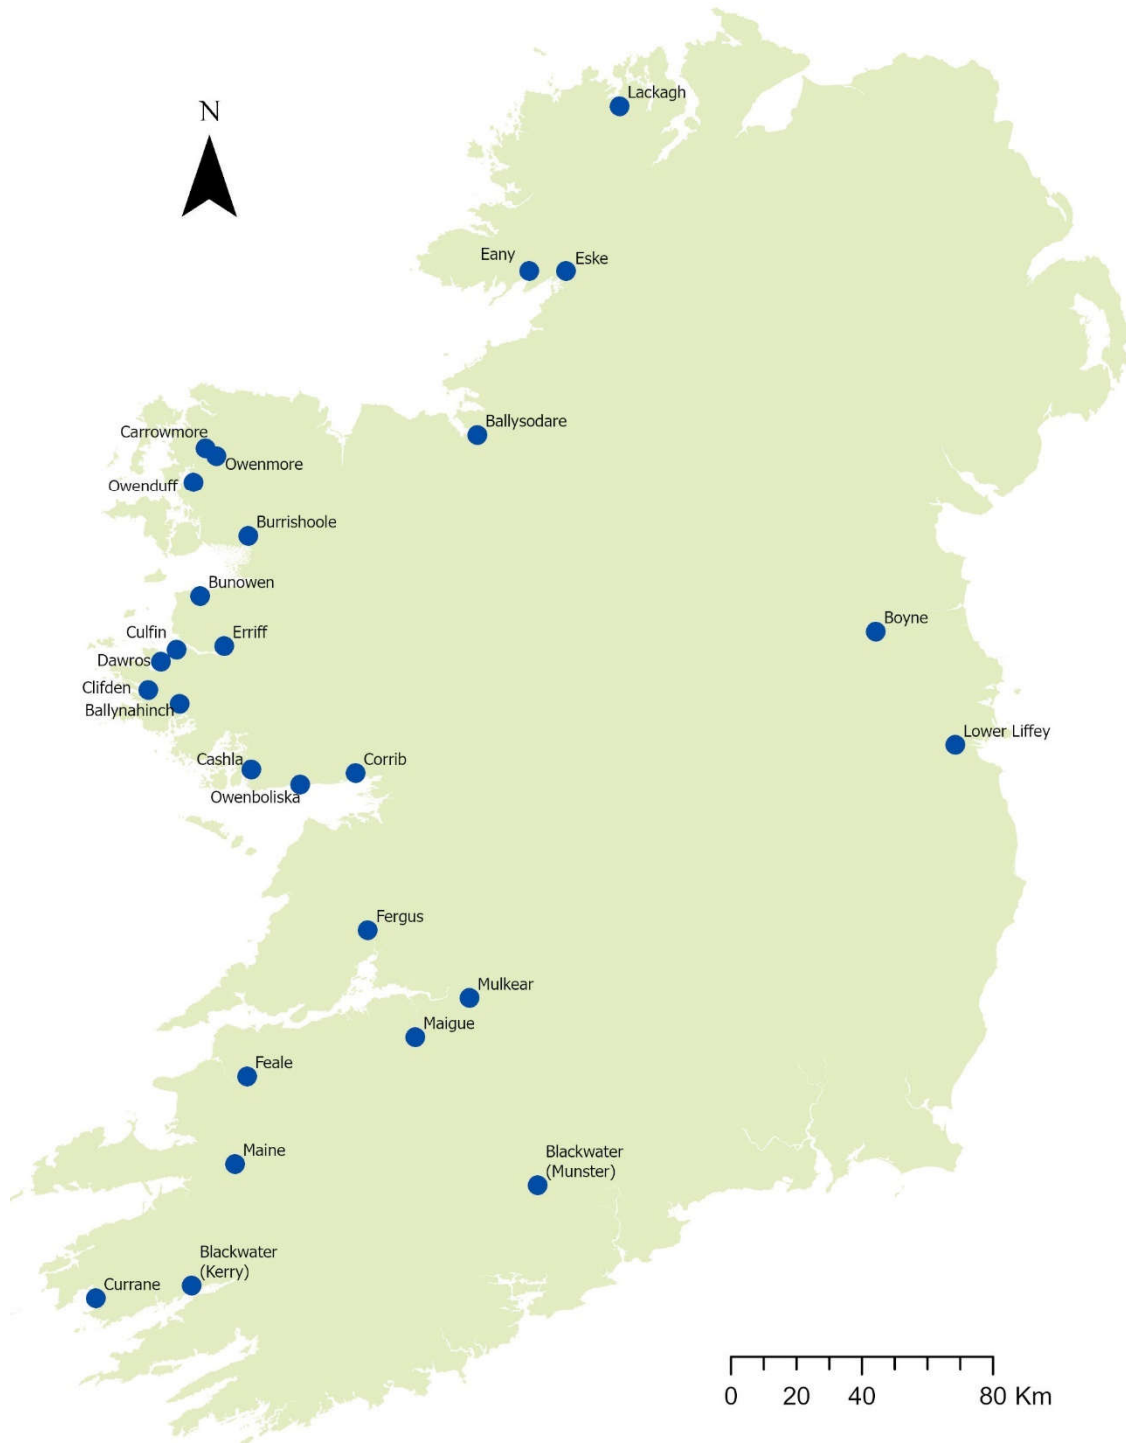 Lackagh
N
Eany
Eske
Ballysodare
Carrowmore
Owenmore
Owenduff
Burrishoole
Bunowen
Culfin
Erriff
Boyne
Dawros
Clifden
Ballynahinch
Lower Liffey
Cashla
Corrib
Owenboliska
Fergus
Mulkear
Maigue
Feale
Maine
Blackwater
(Munster)
Blackwater
(Kerry)
Currane
0 20 40 80 Km